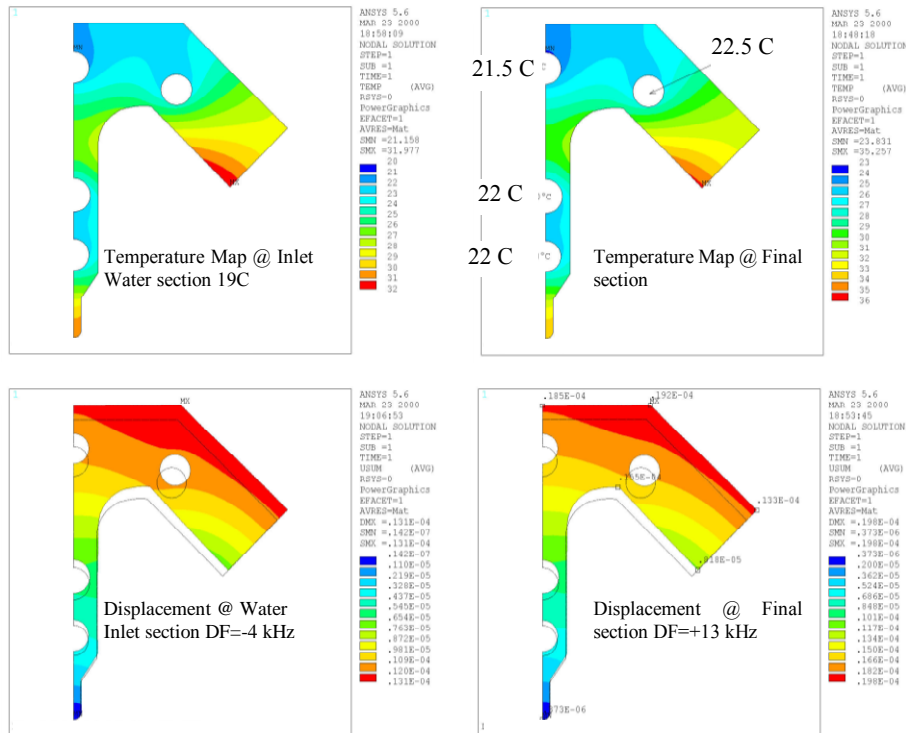 1
ANSYS 5.6
MAR 23 2000
18:58:09
NODAL SOLUTION
STEP=1
SUB =1
TIME=1
TEMP (AVG)
RSYS=0
PowerGraphics
EFACET=1
AVRES=Mat
SMN =21.158
SMX =31.977
20
21
22
23
24
25
26
27
28
29
30
31
32
MN
MX
Temperature Map @ Inlet
Water section 19C
1
ANSYS 5.6
MAR 23 2000
18:48:18
NODAL SOLUTION
STEP=1
SUB =1
TIME=1
TEMP (AVG)
RSYS=0
PowerGraphics
EFACET=1
AVRES=Mat
SMN =23.831
SMX =35.257
23
24
25
26
27
28
29
30
31
32
33
34
35
36
22.5 C
21.5 C
22 C
22 C
MX
Temperature Map @ Final
section
1
ANSYS 5.6
MAR 23 2000
19:06:53
NODAL SOLUTION
STEP=1
SUB =1
TIME=1
USUM (AVG)
RSYS=0
PowerGraphics
EFACET=1
AVRES=Mat
DMX =.131E-04
SMN =.142E-07
SMX =.131E-04
.142E-07
.110E-05
.219E-05
.328E-05
.437E-05
.545E-05
.654E-05
.763E-05
.872E-05
.981E-05
.109E-04
.120E-04
.131E-04
MX
Displacement @ Water
Inlet section DF=-4 kHz
ANSYS 5.6
MAR 23 2000
18:53:45
NODAL SOLUTION
STEP=1
SUB =1
TIME=1
USUM (AVG)
RSYS=0
PowerGraphics
EFACET=1
AVRES=Mat
DMX =.198E-04
SMN =.373E-06
SMX =.198E-04
.373E-06
.200E-05
.362E-05
.524E-05
.686E-05
.848E-05
.101E-04
.117E-04
.134E-04
.150E-04
.166E-04
.182E-04
.198E-04
.185E-04
.192E-04
MX
.133E-04
.818E-05
Displacement @ Final
section DF=+13 kHz
1